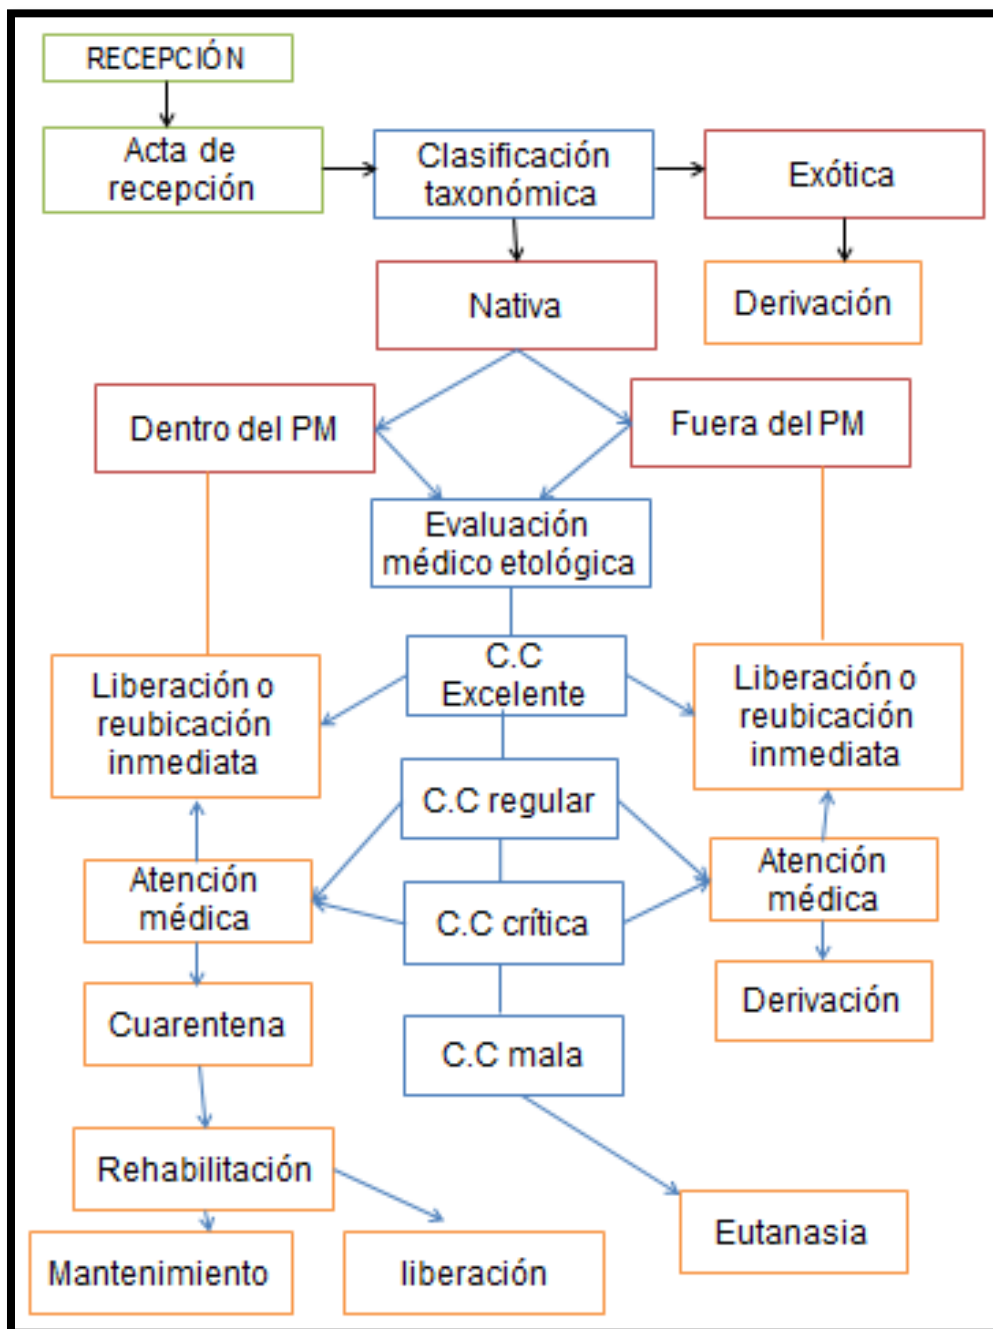 RECEPCIÓN
Acta de
recepción
Clasificación
taxonómica
Exótica
Nativa
Derivación
Dentro del PM
Fuera del PM
Evaluación
médico etológica
C.C
Excelente
Liberación o
reubicación
inmediata
Liberación o
reubicación
inmediata
C.C regular
Atención
médica
C.C crítica
Atención
médica
Cuarentena
C.C mala
Derivación
Rehabilitación
Mantenimiento
liberación
Eutanasia